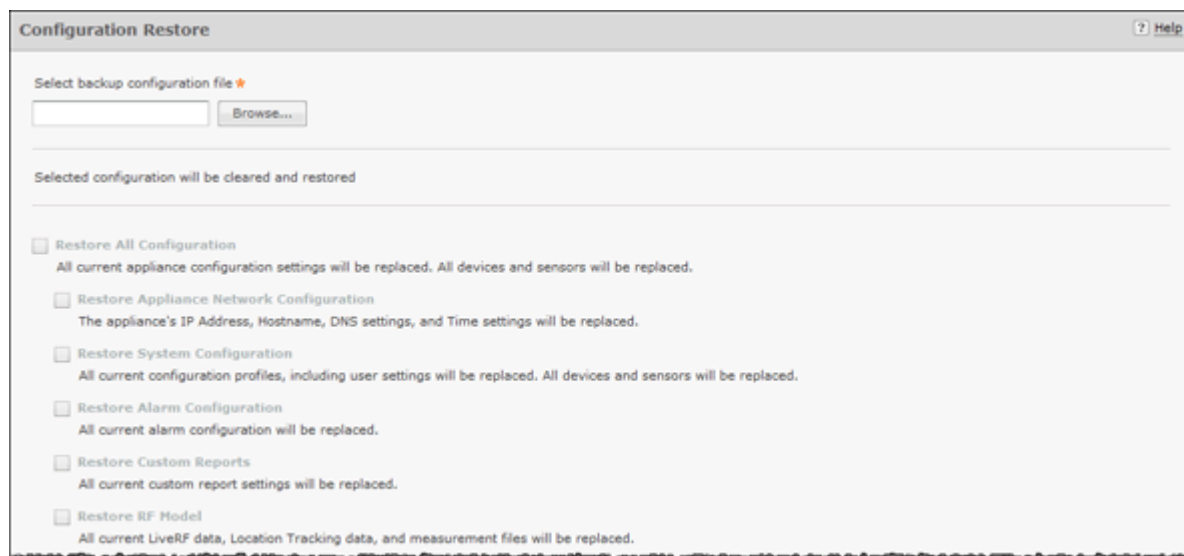 Configuration Restore
? Help
Select backup configuration file*
Browse...
Selected configuration will be cleared and restored
Restore All Configuration
All current appliance configuration settings will be replaced. All devices and sensors will be replaced.
Restore Appliance Network Configuration
The appliance's IP Address, Hostname, DNS settings, and Time settings will be replaced.
Restore System Configuration
All current configuration profiles, including user settings will be replaced. All devices and sensors will be replaced.
Restore Alarm Configuration
All current alarm configuration will be replaced.
Restore Custom Reports
All current custom report settings will be replaced.
Restore RF Model
All current LiveRF data, Location Tracking data, and measurement files will be replaced.